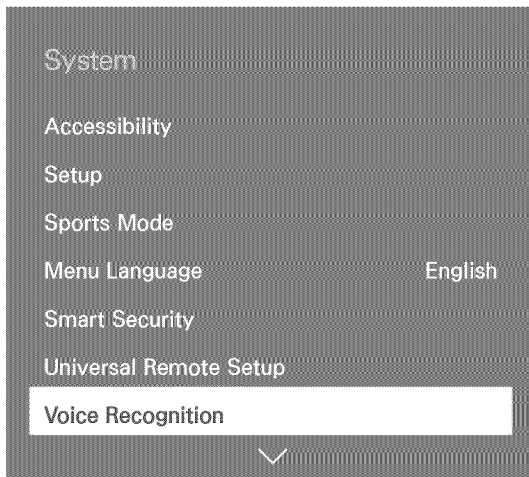 System
Accessibility
Setup
Sports Mode
Menu Language English
Smart Security
Universal Remote Setup
Voice Recognition